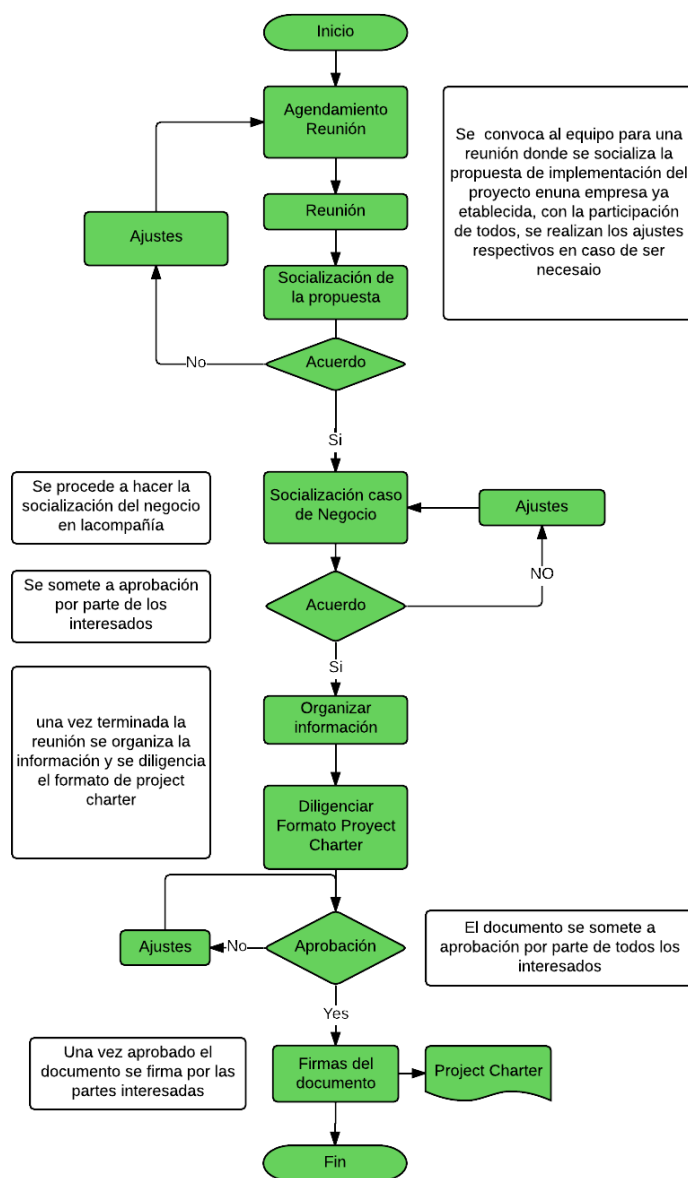 Inicio
Agendamiento
Reunión
Se convoca al equipo para una
reunión donde se socializa la
propuesta de implementación del
proyecto enuna empresa ya
etablecida, con la participación
de todos, se realizan los ajustes
respectivos en caso de ser
necesaio
Reunión
Ajustes
Socialización de
la propuesta
Acuerdo
No
Si
Se procede a hacer la
socialización del negocio
en lacompañía
Socialización caso
de Negocio
Ajustes
Se somete a aprobación
por parte de los
interesados
Acuerdo
NO
Si
una vez terminada la
reunión se organiza la
información y se diligencia
el formato de project
charter
Organizar
información
Diligenciar
Formato Proyect
Charter
Ajustes
No
Aprobación
El documento se somete a
aprobación por parte de todos los
interesados
Yes
Una vez aprobado el
documento se firma por las
partes interesadas
Firmas del
documento
Project Charter
Fin